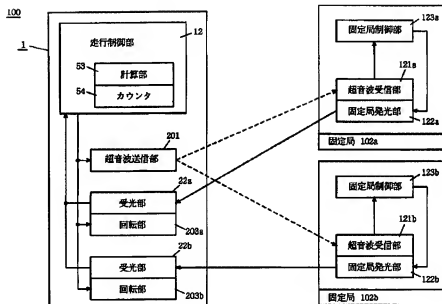 100
1
12
走行制御部
53
計算部
54
カウンタ
201
超音波送信部
22a
受光部
回転部
203a
22b
受光部
回転部
203b
123a
固定局制御部
121a
超音波受信部
固定局発光部
122a
固定局 102a
123b
固定局制御部
121b
超音波受信部
固定局発光部
122b
固定局 102b